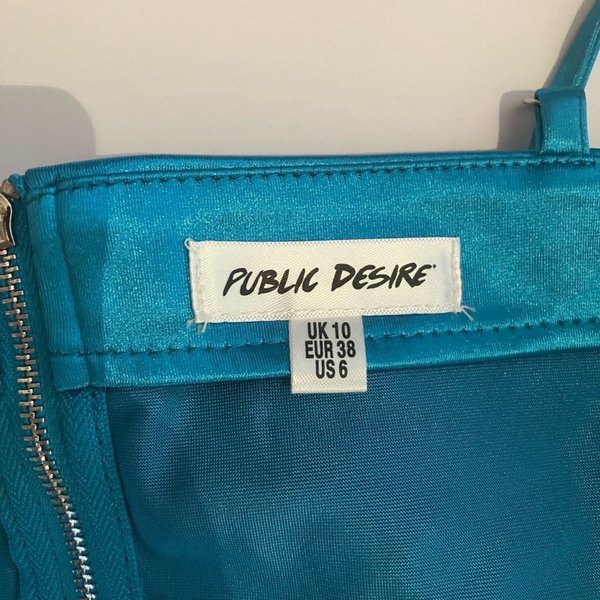 PUBLIC DESIRE
UK 10
EUR 38
US 6